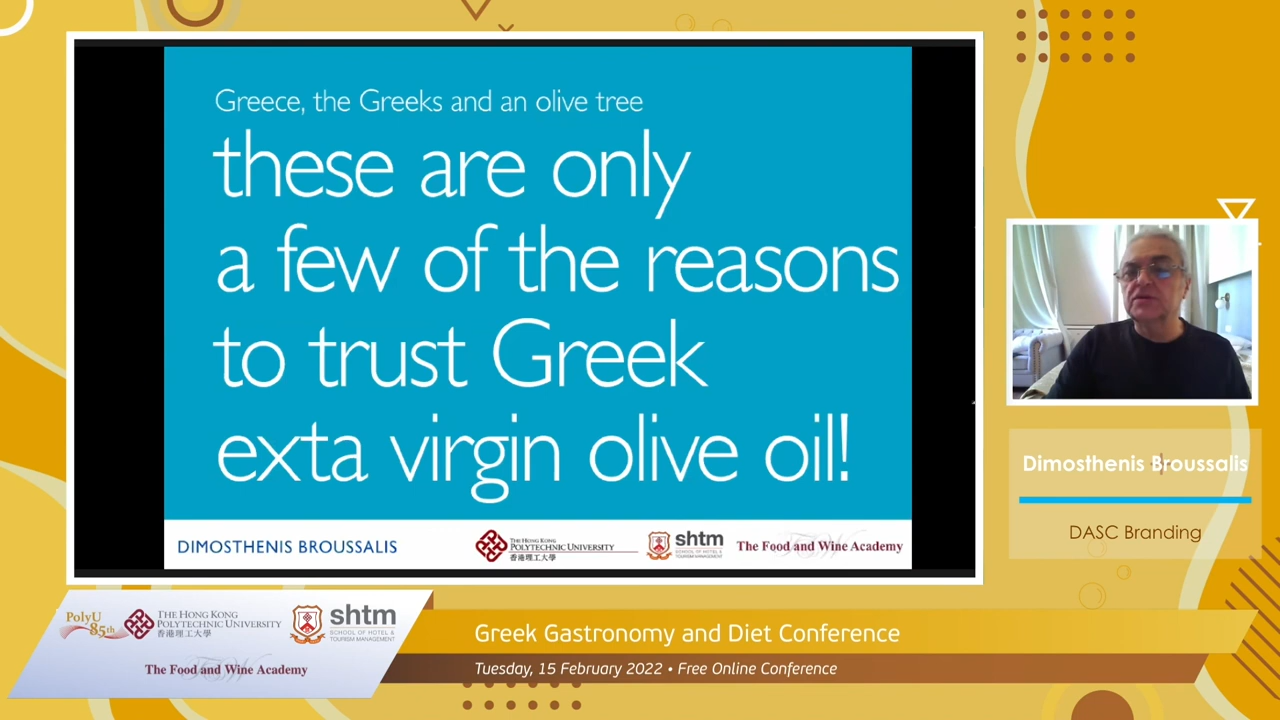 Greece, the Greeks and an olive tree
these are only
a few of the reasons
to trust Greek
exta virgin olive oil!
DIMOSTHENIS BROUSSALIS
THE HONG KONG
POLYTECHNIC UNIVERSITY
香港理工大學
shtm
SCHOOL OF HOTEL &
TOURISM MANAGEMENT
The Food and Wine Academy
Dimosthenis Broussalis
DASC Branding
PolyU
85th
THE HONG KONG
POLYTECHNIC UNIVERSITY
香港理工大學
shtm
SCHOOL OF HOTEL &
TOURISM MANAGEMENT
The Food and Wine Academy
Greek Gastronomy and Diet Conference
Tuesday, 15 February 2022 • Free Online Conference